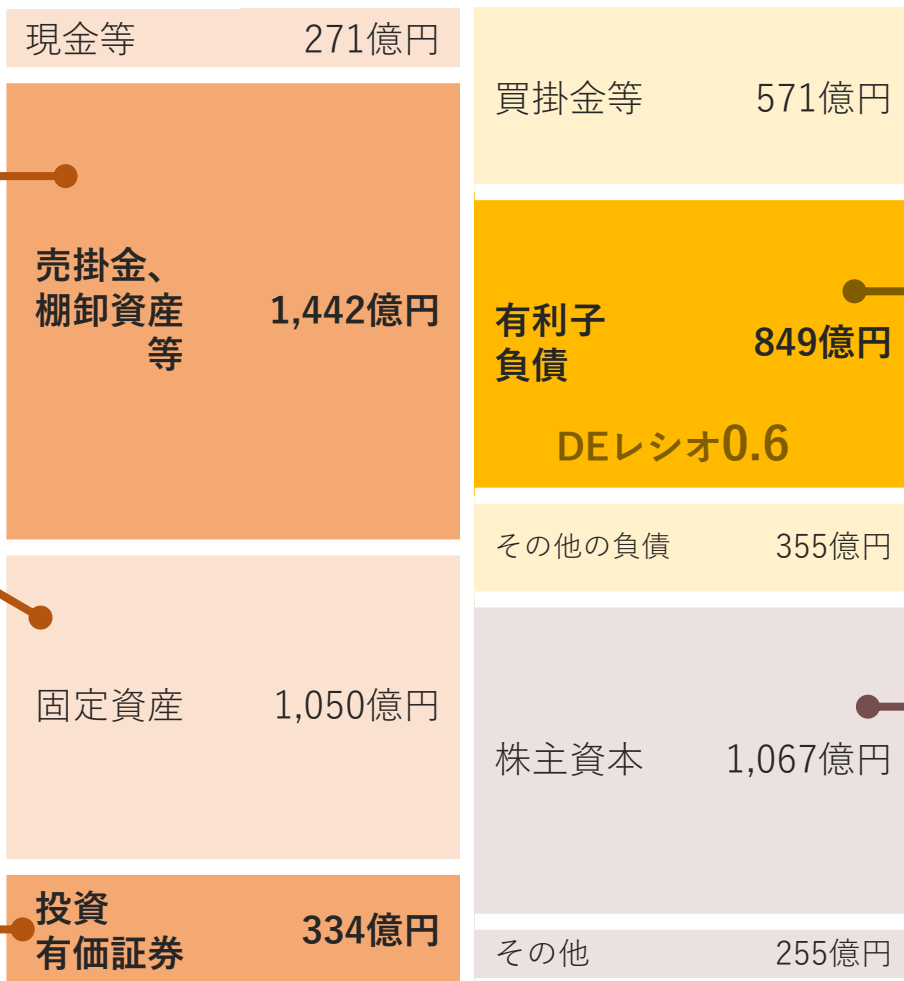 現金等 271億円
売掛金、
棚卸資産 1,442億円
等
固定資産 1,050億円
投資
有価証券 334億円
買掛金等 571億円
有利子
負債 849億円
DEレシオ0.6
その他の負債 355億円
株主資本 1,067億円
その他 255億円